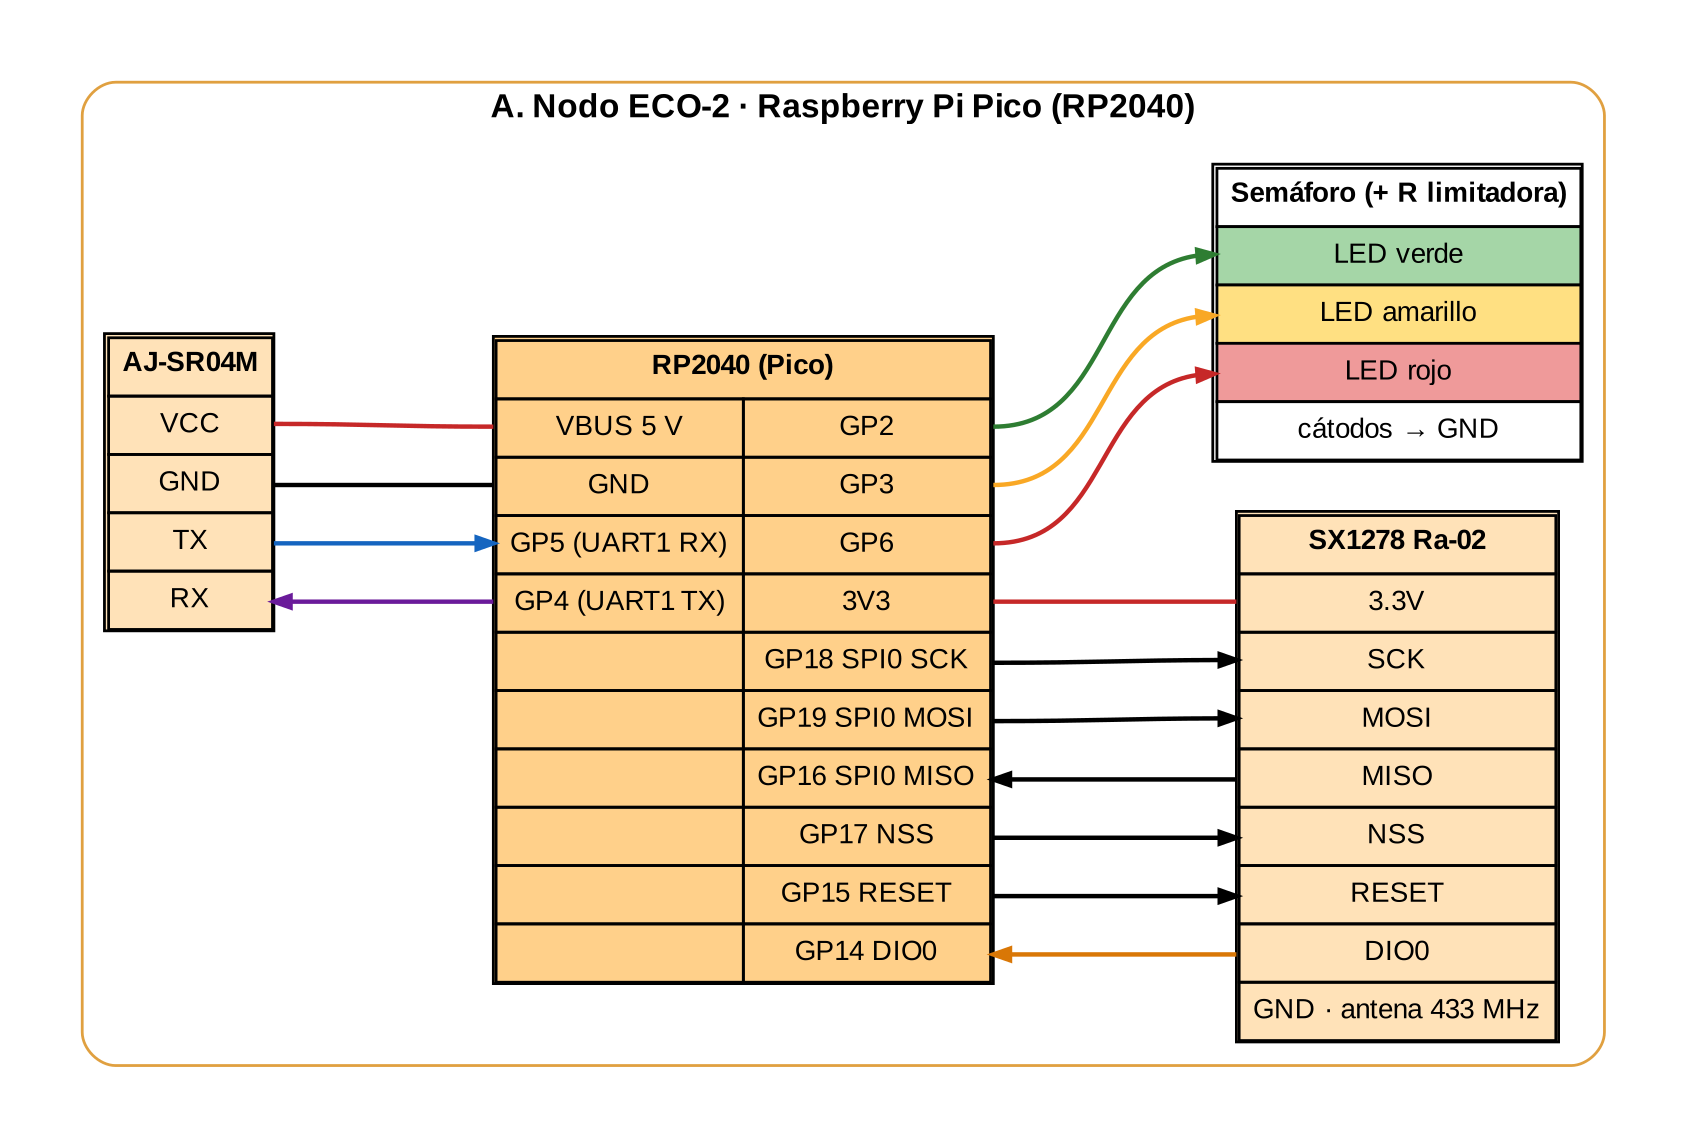 A. Nodo ECO-2 · Raspberry Pi Pico (RP2040)
AJ-SR04M
VCC
GND
TX
RX
RP2040 (Pico)
VBUS 5 V
GP2
GND
GP3
GP5 (UART1 RX)
GP6
GP4 (UART1 TX)
3V3
GP18 SPI0 SCK
GP19 SPI0 MOSI
GP16 SPI0 MISO
GP17 NSS
GP15 RESET
GP14 DIO0
Semáforo (+ R limitadora)
LED verde
LED amarillo
LED rojo
cátodos → GND
SX1278 Ra-02
3.3V
SCK
MOSI
MISO
NSS
RESET
DIO0
GND · antena 433 MHz